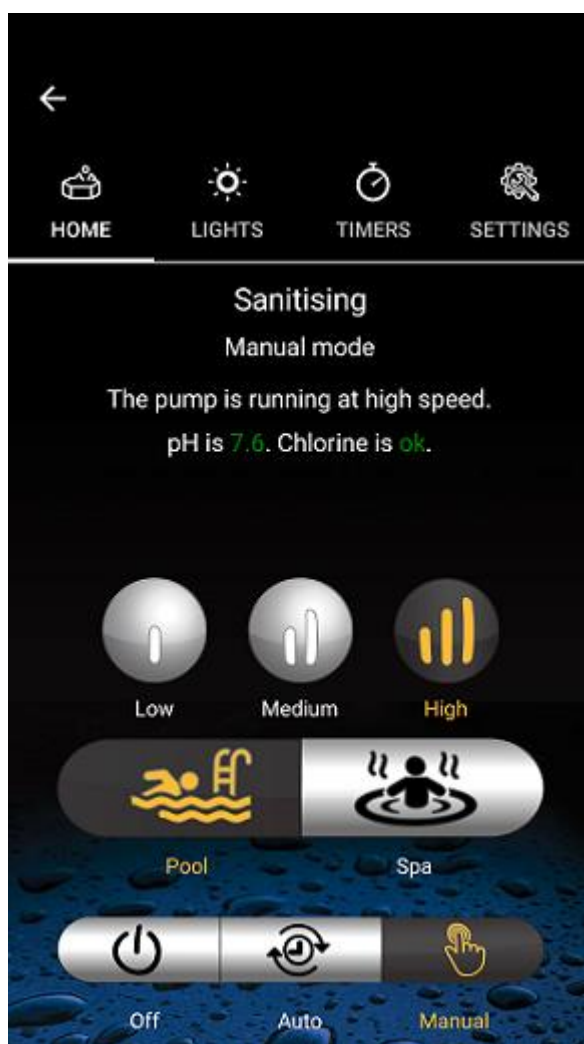 HOME LIGHTS TIMERS SETTINGS
Sanitising
Manual mode
The pump is running at high speed.
pH is 7.6. Chlorine is ok.
Low Medium High
Pool Spa
Off Auto Manual